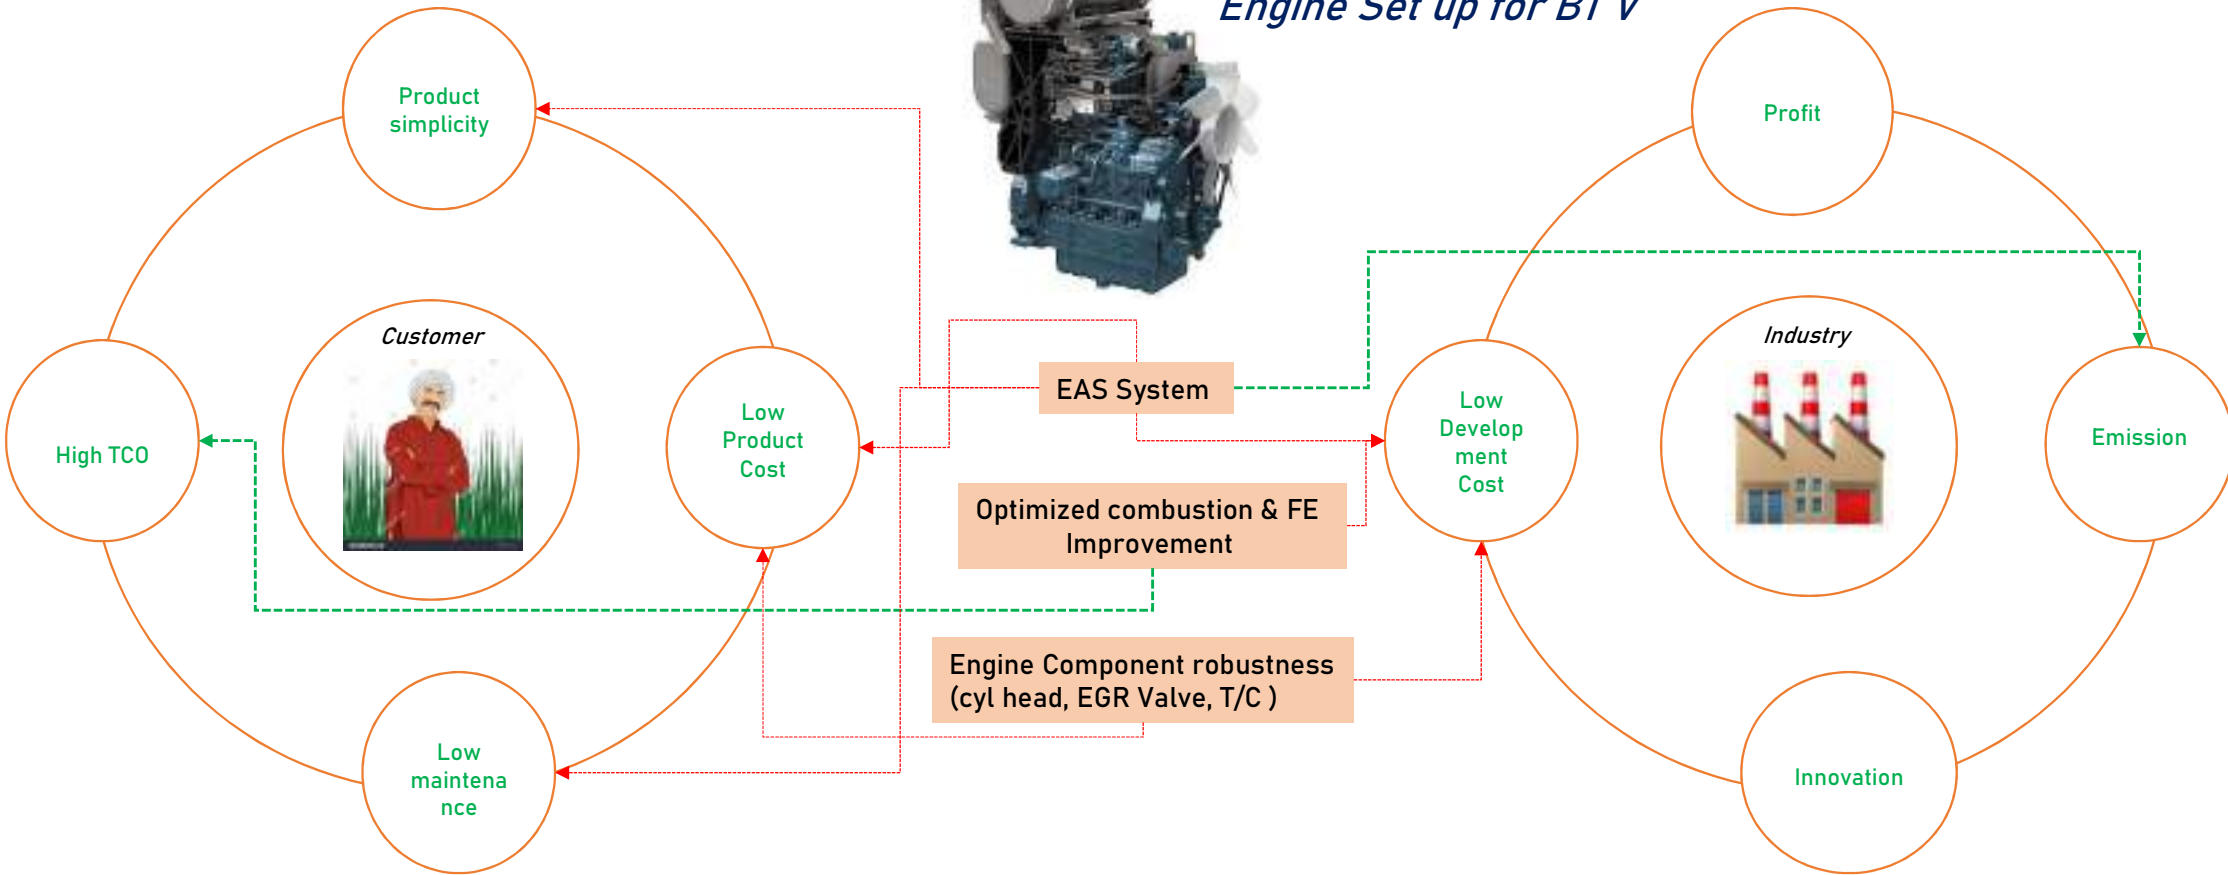 Engine Set up for BT V
Product
simplicity
Profit
Customer
Industry
EAS System
Low
Product
Cost
Low
Develop
ment
Cost
High TCO
Emission
Optimized combustion & FE
Improvement
Engine Component robustness
(cyl head, EGR Valve, T/C )
Low
maintena
nce
Innovation